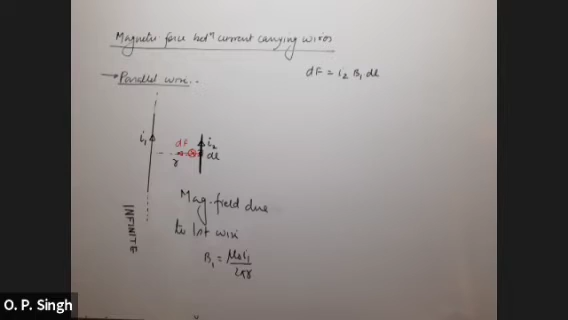 Magnetic force betⁿ current carrying wires
→ Parallel wire..
dF = i₂ B₁ dl
i₁
dF
i₂
r
dl
INFINITE
Mag. field due
to 1st wire
B₁ = μ₀i₁/2πr
O. P. Singh